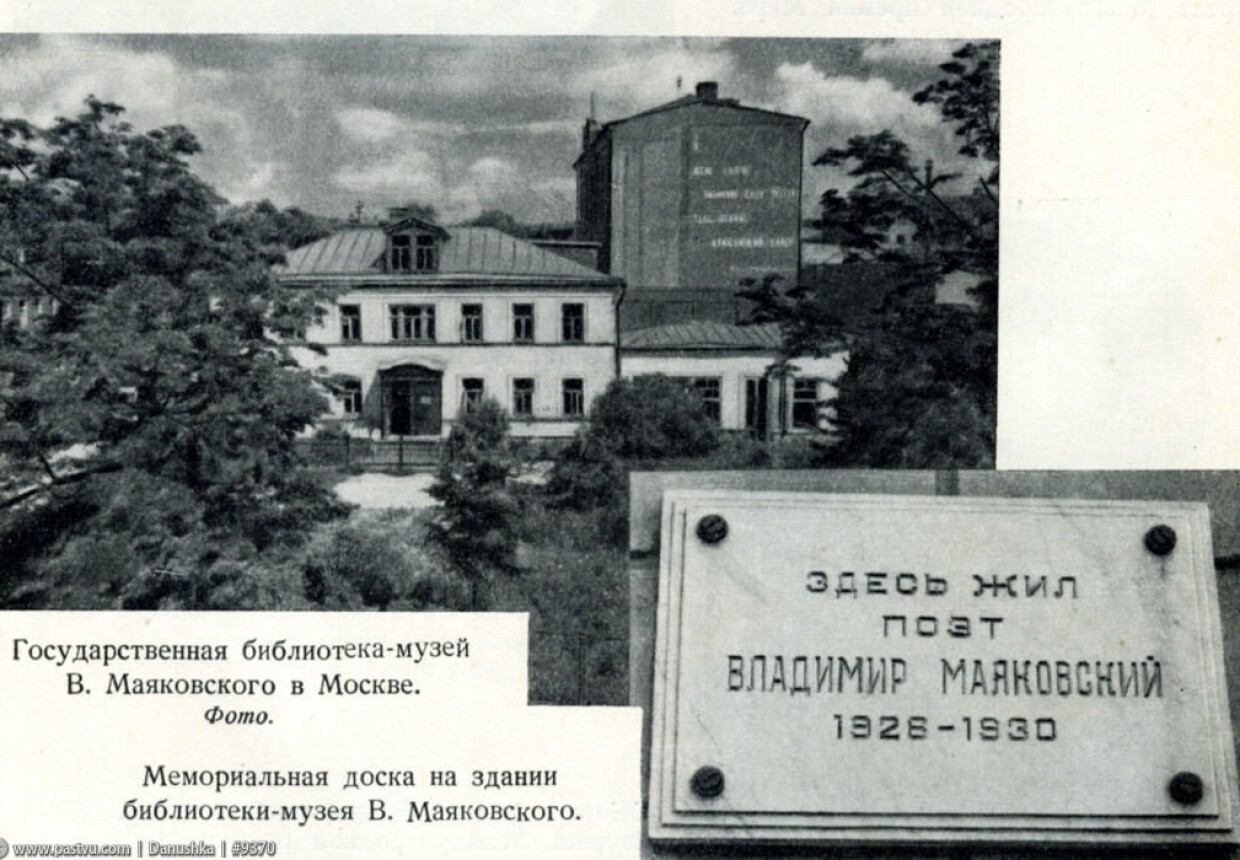 Государственная библиотека-музей
В. Маяковского в Москве.
Фото.
Мемориальная доска на здании
библиотеки-музея В. Маяковского.
ЗДЕСЬ ЖИЛ
ПОЭТ
ВЛАДИМИР МАЯКОВСКИЙ
1926-1930
www.pastvu.com | Danushka | #9370